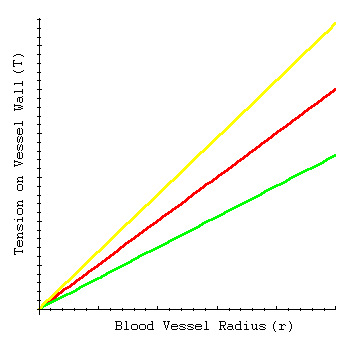 Tension on Vessel Wall (T)
Blood Vessel Radius (r)